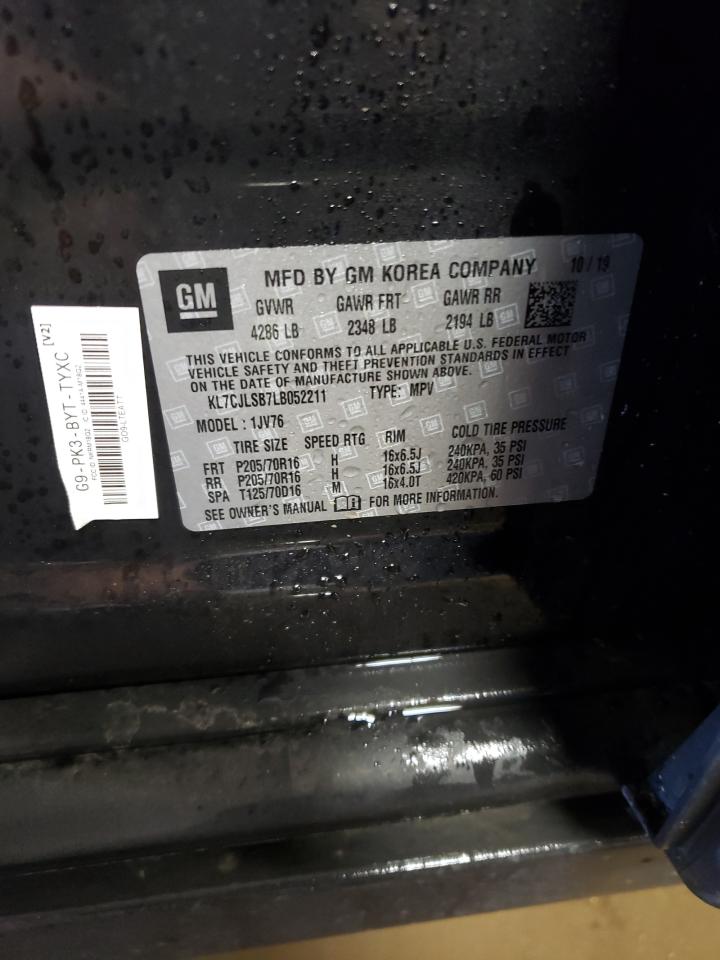 GM
MFD BY GM KOREA COMPANY 10 / 19
GVWR GAWR FRT GAWR RR
4286 LB 2348 LB 2194 LB
THIS VEHICLE CONFORMS TO ALL APPLICABLE U.S. FEDERAL MOTOR
VEHICLE SAFETY AND THEFT PREVENTION STANDARDS IN EFFECT
ON THE DATE OF MANUFACTURE SHOWN ABOVE.
KL7CJLSB7LB052211 TYPE: MPV
MODEL : 1JV76
TIRE SIZE SPEED RTG RIM COLD TIRE PRESSURE
FRT P205/70R16 H 16x6.5J 240KPA, 35 PSI
RR P205/70R16 H 16x6.5J 240KPA, 35 PSI
SPA T125/70D16 M 16x4.0T 420KPA, 60 PSI
SEE OWNER'S MANUAL FOR MORE INFORMATION.
G9-PK3-BYT-TYXC [V2]
GO94LTEATT